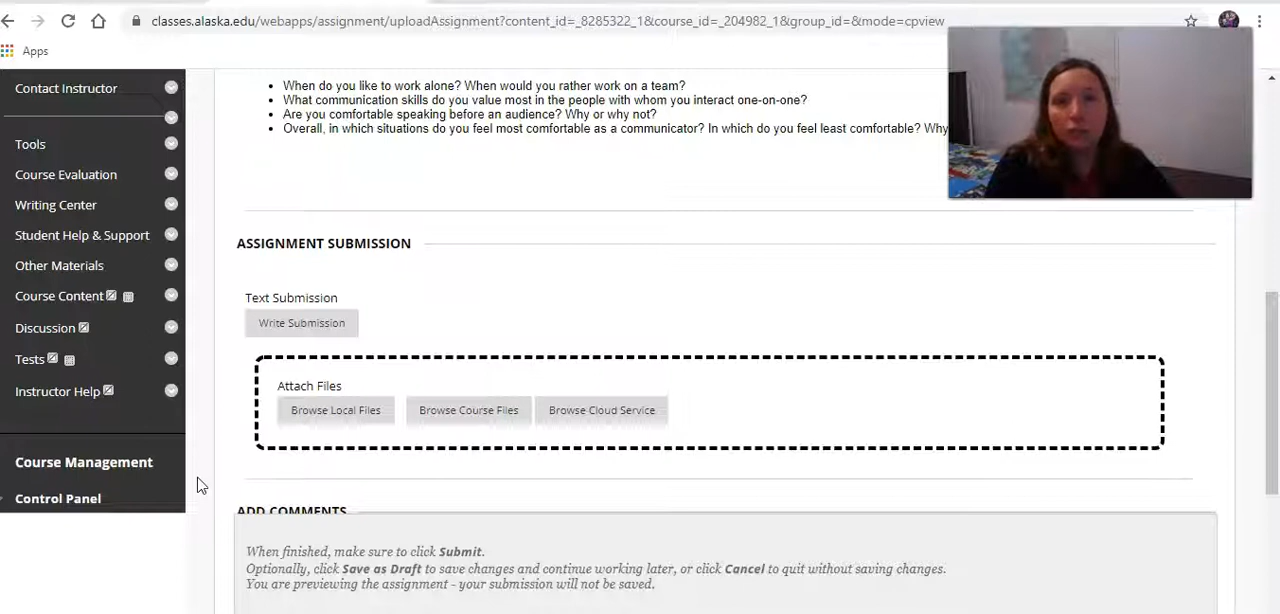 classes.alaska.edu/webapps/assignment/uploadAssignment?content_id=_8285322_1&course_id=_204982_1&group_id=&mode=cpview
Apps
Contact Instructor
Tools
Course Evaluation
Writing Center
Student Help & Support
Other Materials
Course Content
Discussion
Tests
Instructor Help
Course Management
Control Panel
When do you like to work alone? When would you rather work on a team?
What communication skills do you value most in the people with whom you interact one-on-one?
Are you comfortable speaking before an audience? Why or why not?
Overall, in which situations do you feel most comfortable as a communicator? In which do you feel least comfortable? Why
ASSIGNMENT SUBMISSION
Text Submission
Write Submission
Attach Files
Browse Local Files Browse Course Files Browse Cloud Service
ADD COMMENTS
When finished, make sure to click Submit.
Optionally, click Save as Draft to save changes and continue working later, or click Cancel to quit without saving changes.
You are previewing the assignment - your submission will not be saved.